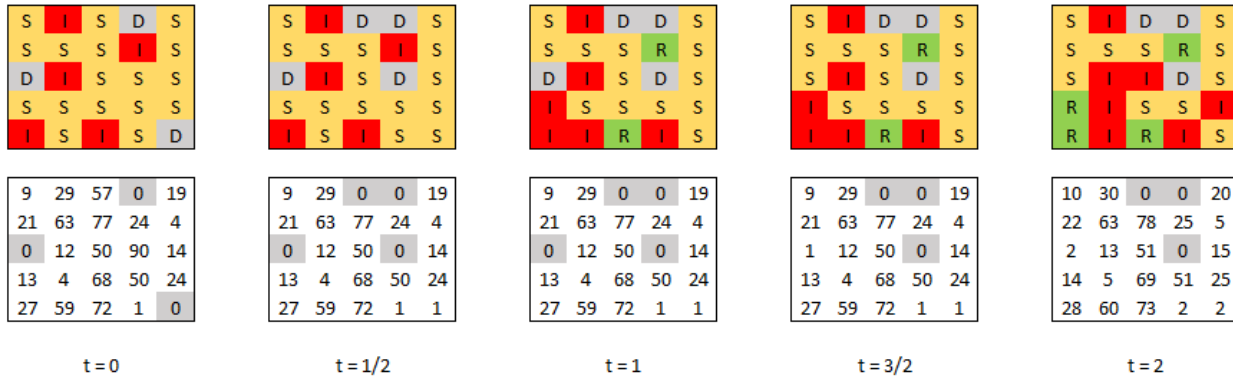 S I S D S S I D D S S I D D S S I D D S S I D D S
S S S I S S S S I S S S S R S S S S R S S S S R S
D I S S S D I S D S D I S D S S I S D S S I I D S
S S S S S S S S S S I S S S S I S S S S R I S S I
I S I S D I S I S S I I R I S I I R I S R I R I S
9 29 57 0 19 9 29 0 0 19 9 29 0 0 19 9 29 0 0 19 10 30 0 0 20
21 63 77 24 4 21 63 77 24 4 21 63 77 24 4 21 63 77 24 4 22 63 78 25 5
0 12 50 90 14 0 12 50 0 14 0 12 50 0 14 1 12 50 0 14 2 13 51 0 15
13 4 68 50 24 13 4 68 50 24 13 4 68 50 24 13 4 68 50 24 14 5 69 51 25
27 59 72 1 0 27 59 72 1 1 27 59 72 1 1 27 59 72 1 1 28 60 73 2 2
t = 0 t = 1/2 t = 1 t = 3/2 t = 2